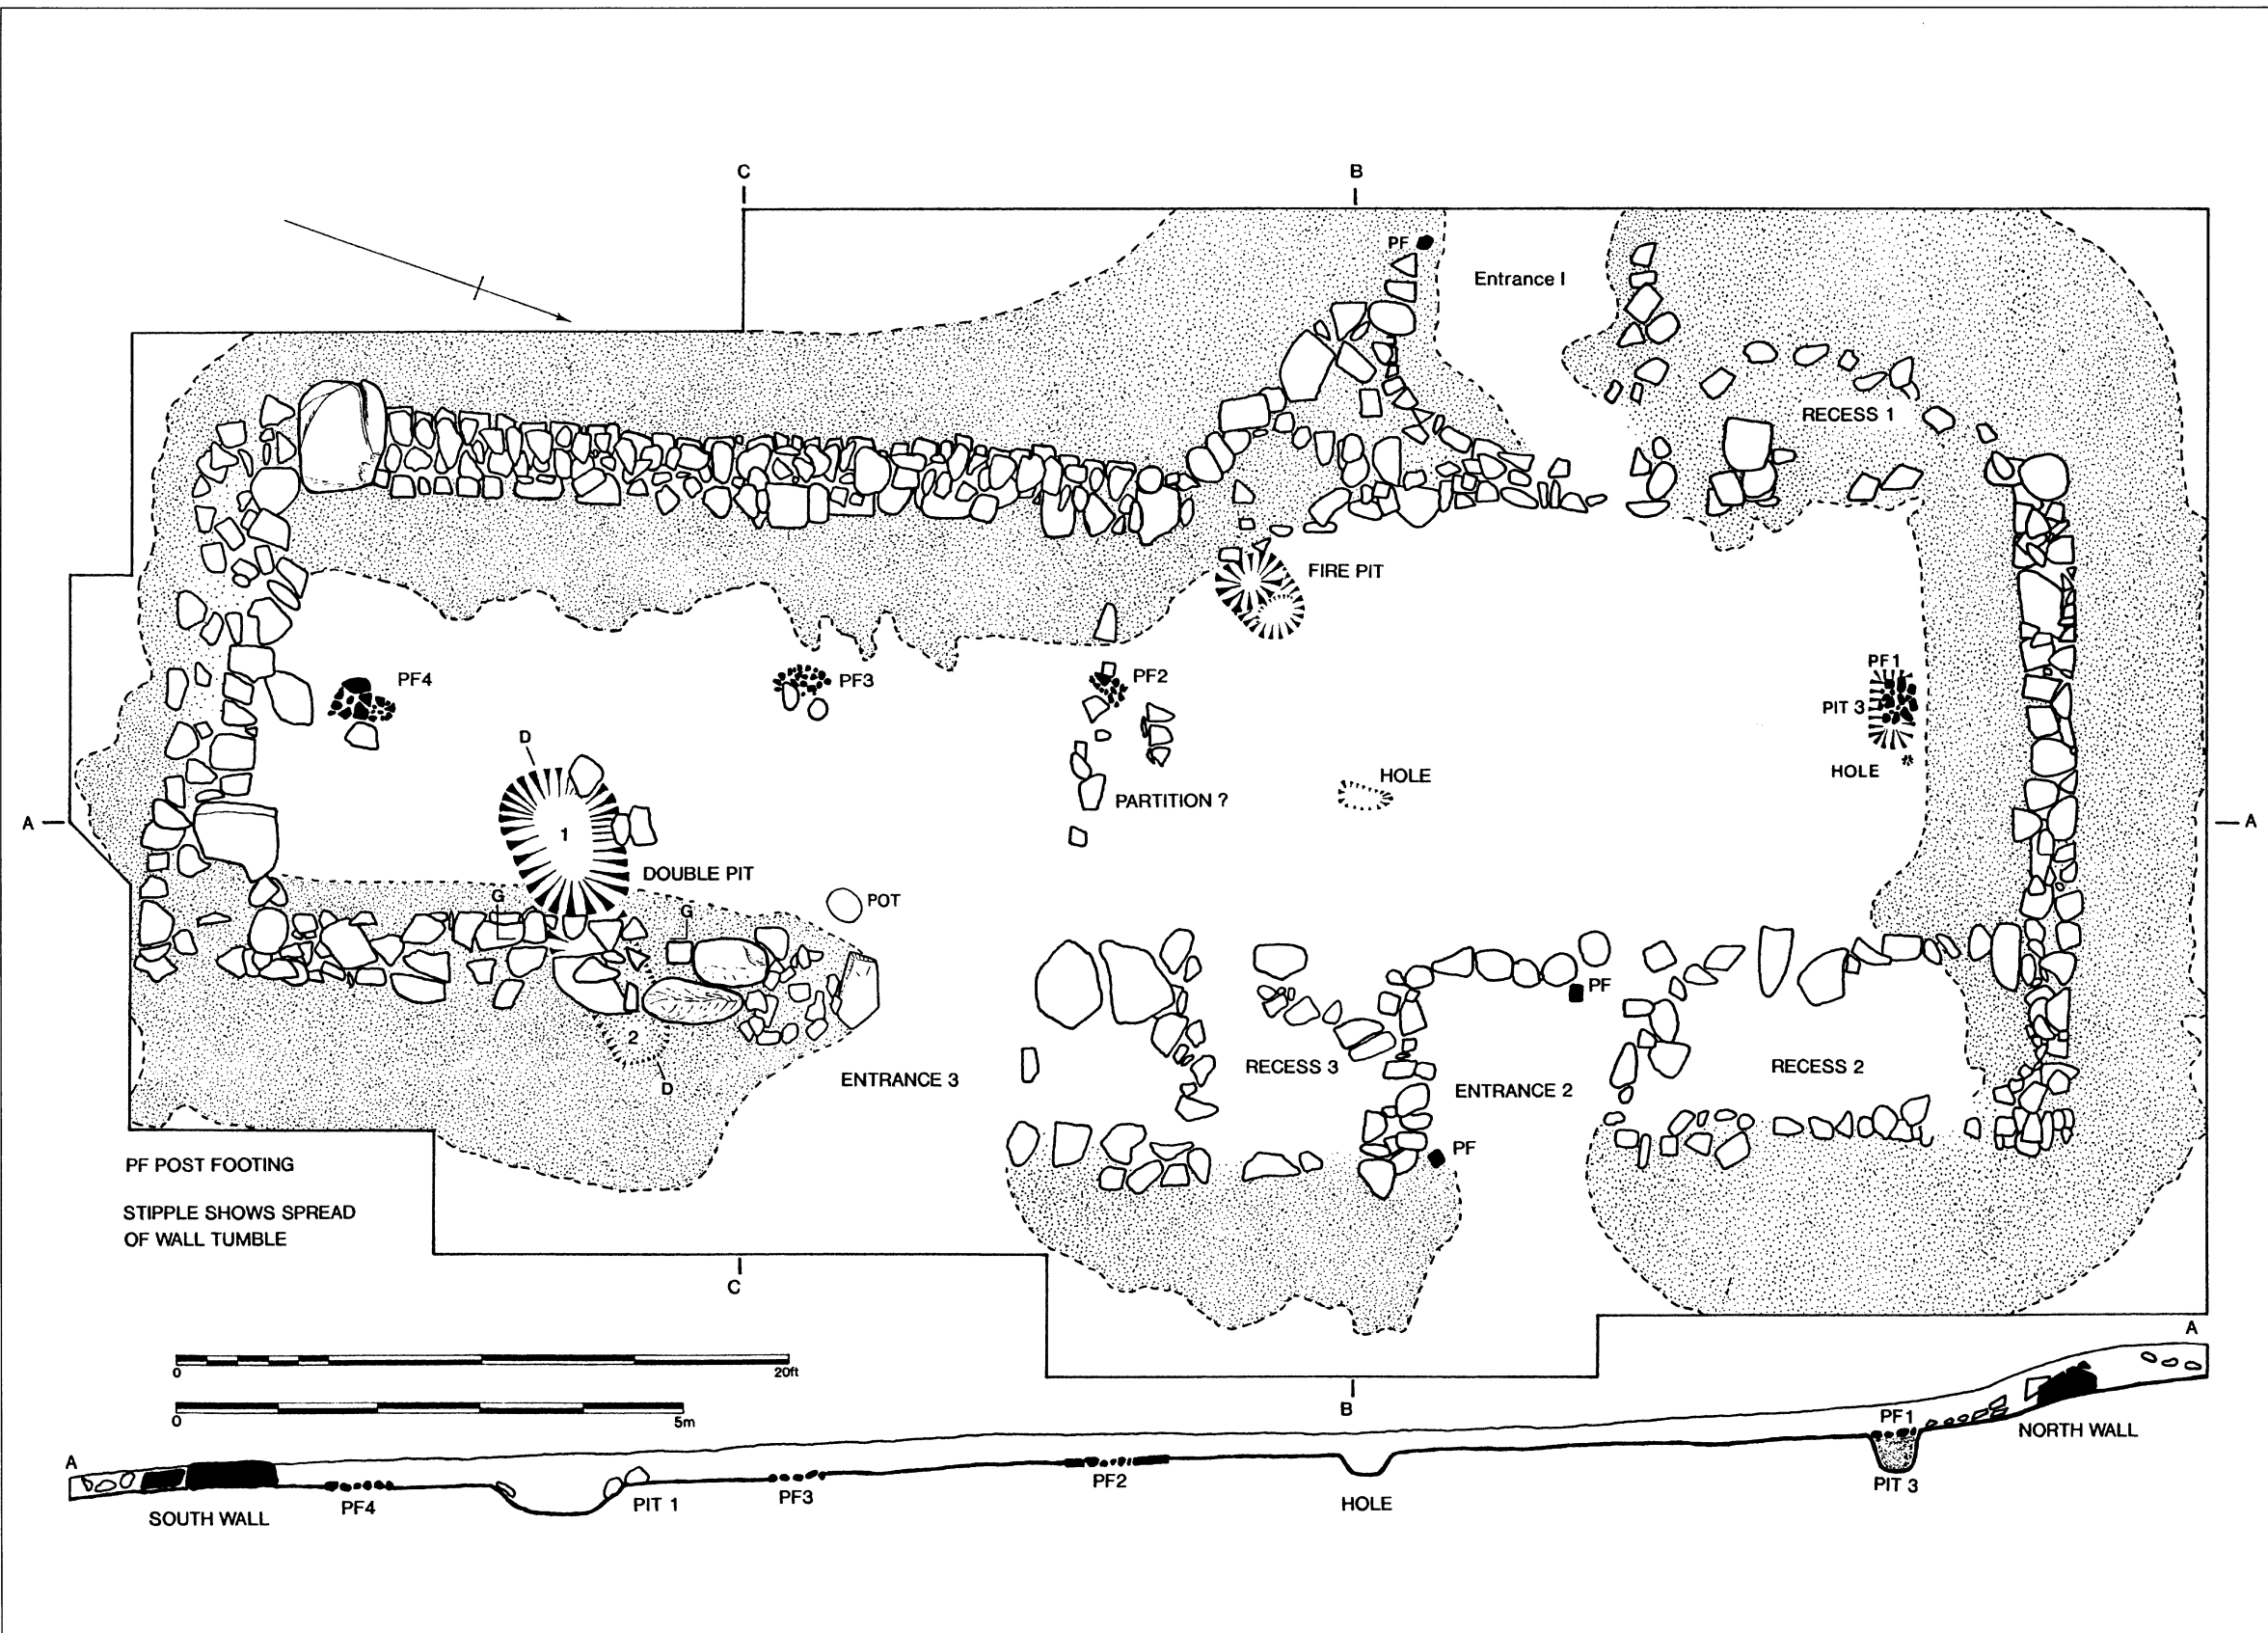 C
B
PF
Entrance I
RECESS 1
FIRE PIT
PF4
PF3
PF2
PF1
PIT 3
D
HOLE
HOLE
PARTITION ?
A
1
A
DOUBLE PIT
G
G
POT
PF
2
RECESS 3
RECESS 2
ENTRANCE 3
D
ENTRANCE 2
PF
PF POST FOOTING
STIPPLE SHOWS SPREAD
OF WALL TUMBLE
C
A
0
20ft
B
0
5m
PF1
NORTH WALL
A
PF4
PIT 1
PF3
PF2
HOLE
PIT 3
SOUTH WALL